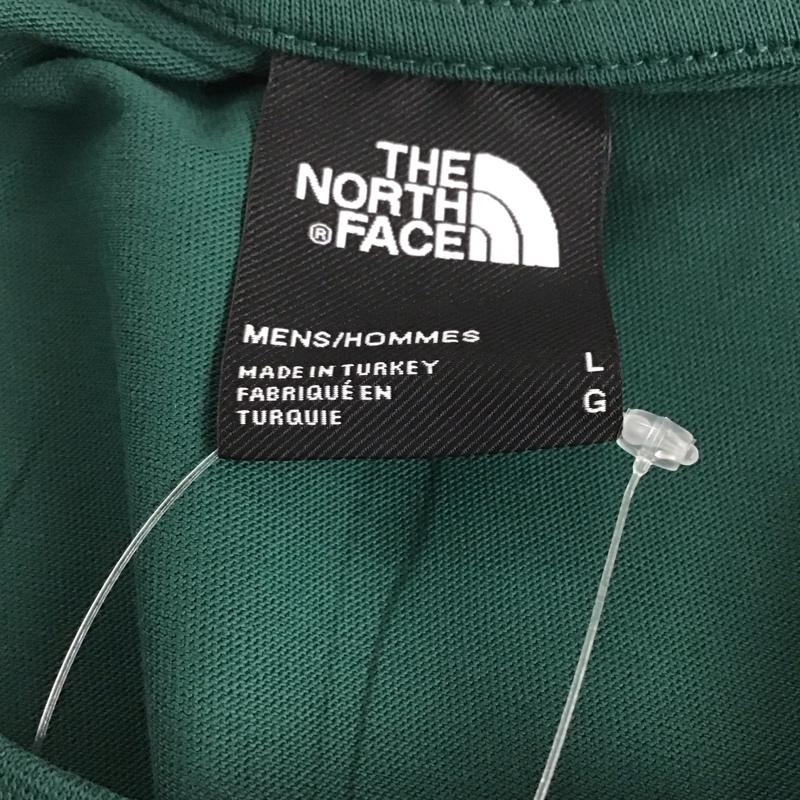 THE
NORTH
®FACE
MENS/HOMMES
MADE IN TURKEY L
FABRIQUÉ EN G
TURQUIE